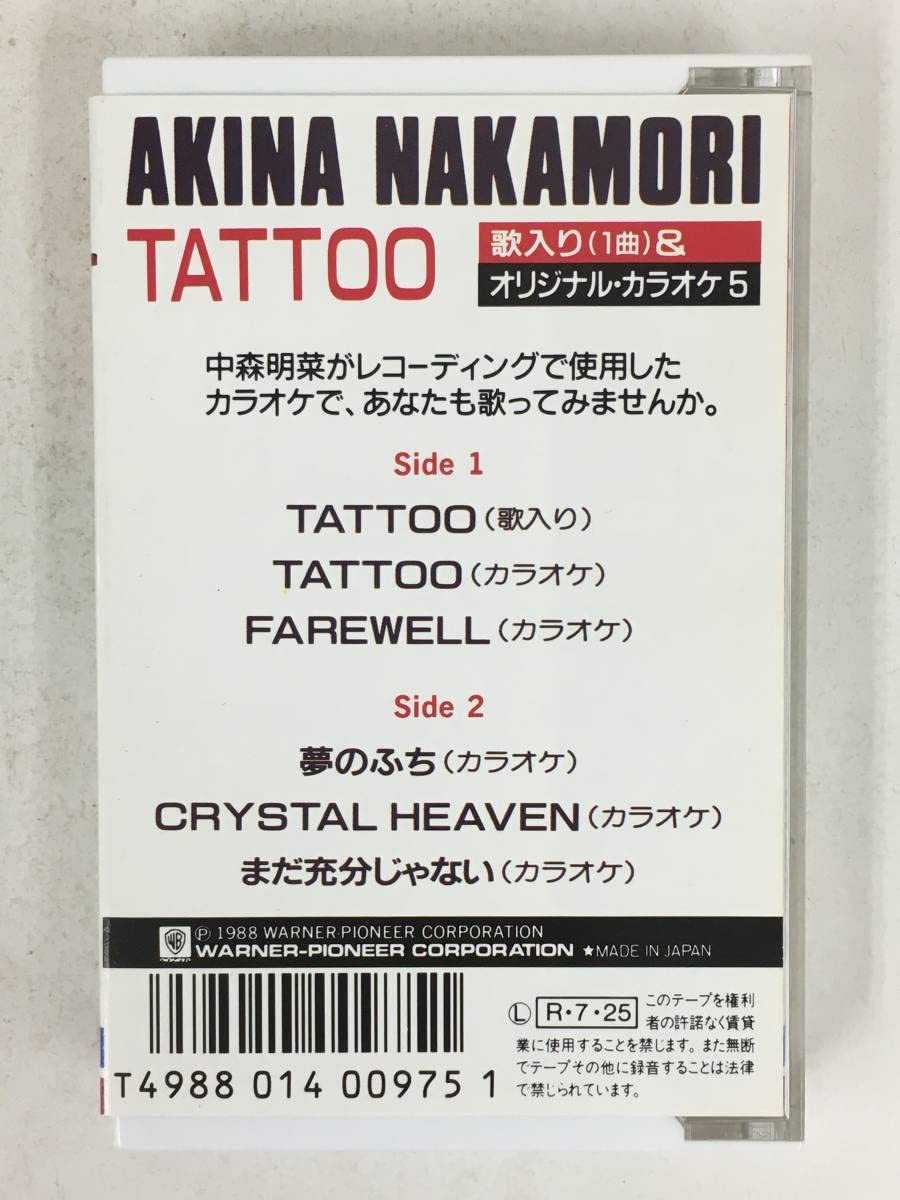 AKINA NAKAMORI
TATTOO
歌入り(1曲)&
オリジナル・カラオケ5
中森明菜がレコーディングで使用した
カラオケで、あなたも歌ってみませんか。
Side 1
TATTOO(歌入り)
TATTOO(カラオケ)
FAREWELL(カラオケ)
Side 2
夢のふち(カラオケ)
CRYSTAL HEAVEN(カラオケ)
まだ充分じゃない(カラオケ)
Ⓟ 1988 WARNER-PIONEER CORPORATION
WARNER-PIONEER CORPORATION ★MADE IN JAPAN
Ⓛ R・7・25 このテープを権利
者の許諾なく賃貸
業に使用することを禁じます。また無断
でテープその他に録音することは法律
で禁じられています。
T4988 014 00975 1